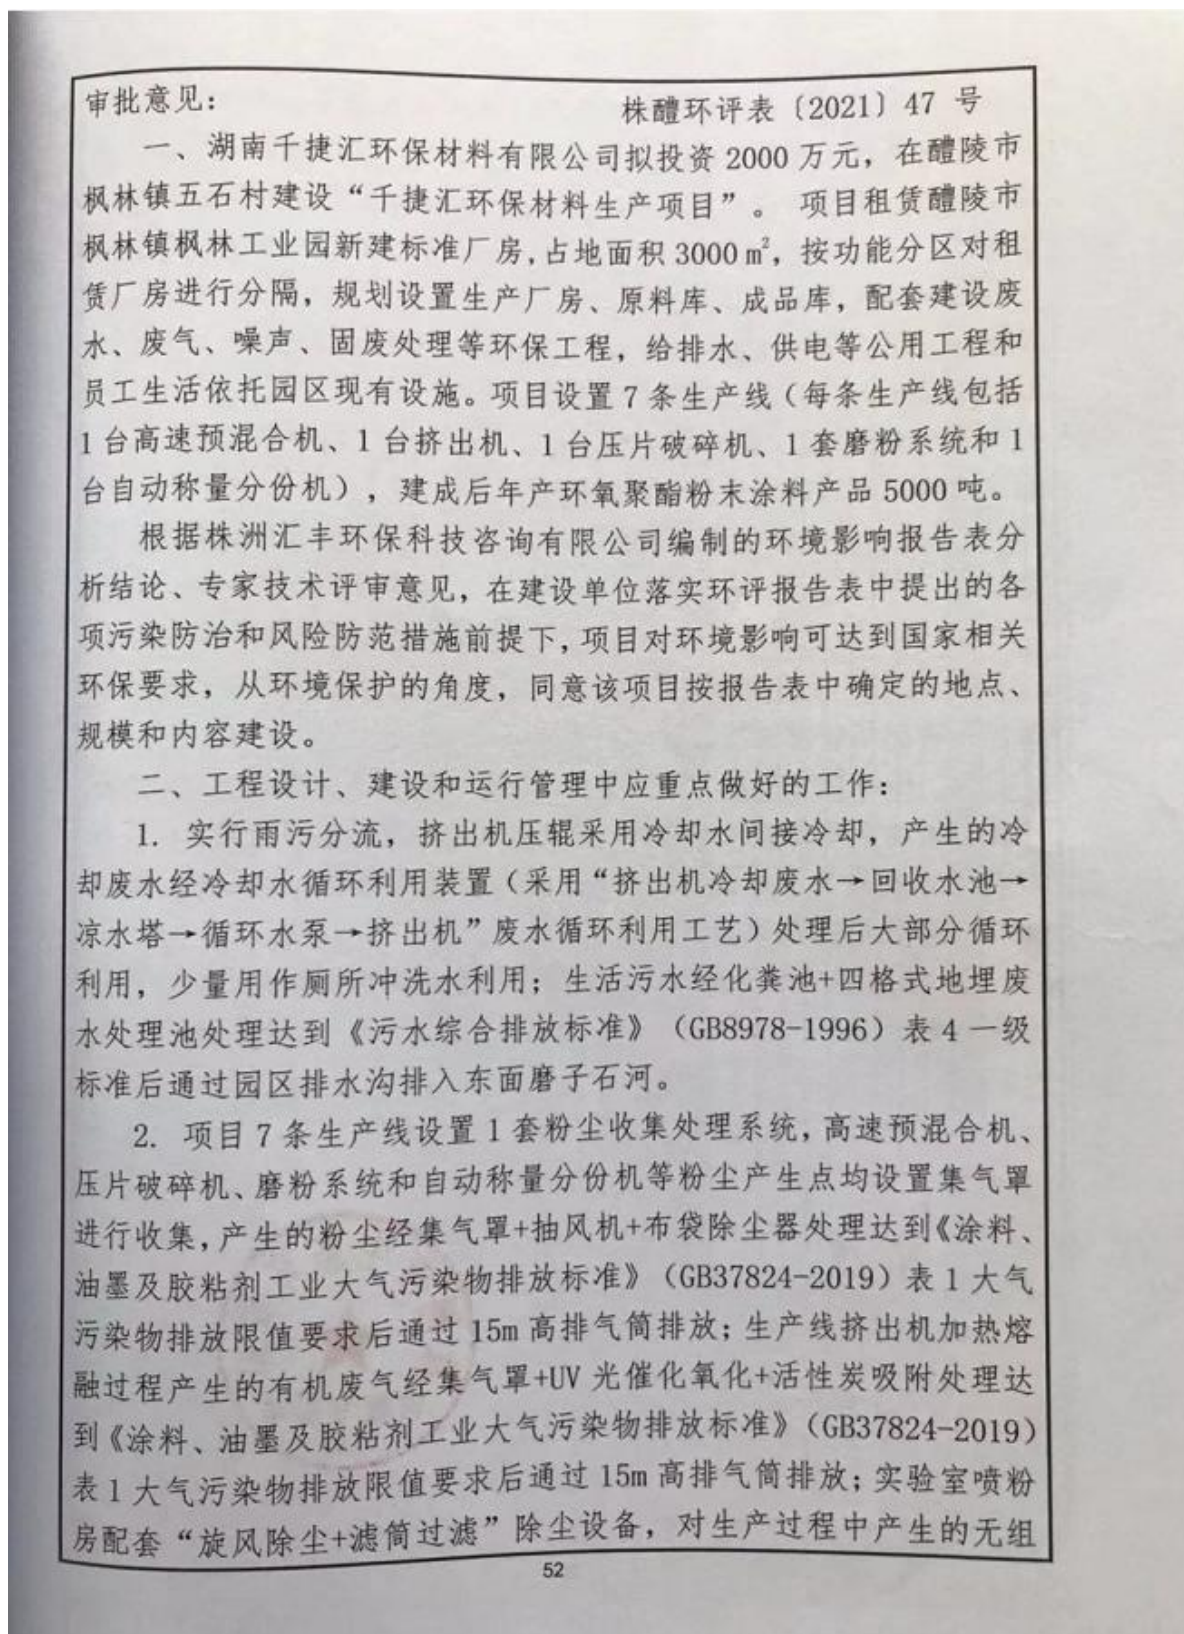 审批意见：
株醴环评表〔2021〕47 号
一、湖南千捷汇环保材料有限公司拟投资 2000 万元，在醴陵市
枫林镇五石村建设“千捷汇环保材料生产项目”。 项目租赁醴陵市
枫林镇枫林工业园新建标准厂房,占地面积 3000 ㎡，按功能分区对租
赁厂房进行分隔，规划设置生产厂房、原料库、成品库，配套建设废
水、废气、噪声、固废处理等环保工程，给排水、供电等公用工程和
员工生活依托园区现有设施。项目设置 7 条生产线（每条生产线包括
1 台高速预混合机、1 台挤出机、1 台压片破碎机、1 套磨粉系统和 1
台自动称量分份机），建成后年产环氧聚酯粉末涂料产品 5000 吨。
根据株洲汇丰环保科技咨询有限公司编制的环境影响报告表分
析结论、专家技术评审意见，在建设单位落实环评报告表中提出的各
项污染防治和风险防范措施前提下,项目对环境影响可达到国家相关
环保要求，从环境保护的角度，同意该项目按报告表中确定的地点、
规模和内容建设。
二、工程设计、建设和运行管理中应重点做好的工作：
1. 实行雨污分流，挤出机压辊采用冷却水间接冷却，产生的冷
却废水经冷却水循环利用装置（采用“挤出机冷却废水→回收水池→
凉水塔→循环水泵→挤出机”废水循环利用工艺）处理后大部分循环
利用，少量用作厕所冲洗水利用；生活污水经化粪池+四格式地埋废
水处理池处理达到《污水综合排放标准》（GB8978-1996）表 4 一级
标准后通过园区排水沟排入东面磨子石河。
2. 项目 7 条生产线设置 1 套粉尘收集处理系统,高速预混合机、
压片破碎机、磨粉系统和自动称量分份机等粉尘产生点均设置集气罩
进行收集,产生的粉尘经集气罩+抽风机+布袋除尘器处理达到《涂料、
油墨及胶粘剂工业大气污染物排放标准》（GB37824-2019）表 1 大气
污染物排放限值要求后通过 15m 高排气筒排放；生产线挤出机加热熔
融过程产生的有机废气经集气罩+UV 光催化氧化+活性炭吸附处理达
到《涂料、油墨及胶粘剂工业大气污染物排放标准》（GB37824-2019）
表 1 大气污染物排放限值要求后通过 15m 高排气筒排放；实验室喷粉
房配套“旋风除尘+滤筒过滤”除尘设备，对生产过程中产生的无组
52